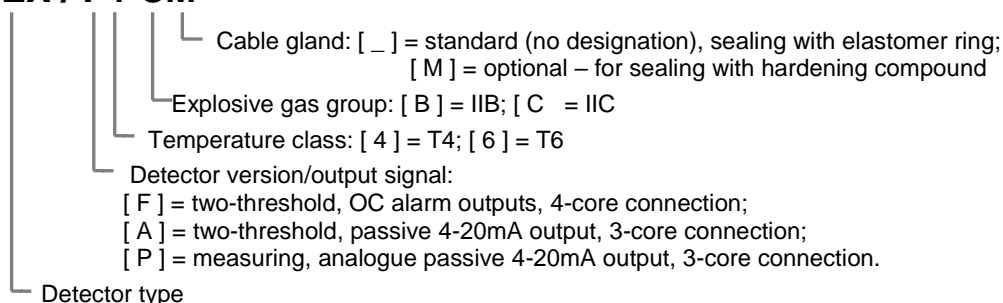 Cable gland: [ _ ] = standard (no designation), sealing with elastomer ring;
[ M ] = optional – for sealing with hardening compound
Explosive gas group: [ B ] = IIB; [ C = IIC
Temperature class: [ 4 ] = T4; [ 6 ] = T6
Detector version/output signal:
[ F ] = two-threshold, OC alarm outputs, 4-core connection;
[ A ] = two-threshold, passive 4-20mA output, 3-core connection;
[ P ] = measuring, analogue passive 4-20mA output, 3-core connection.
Detector type